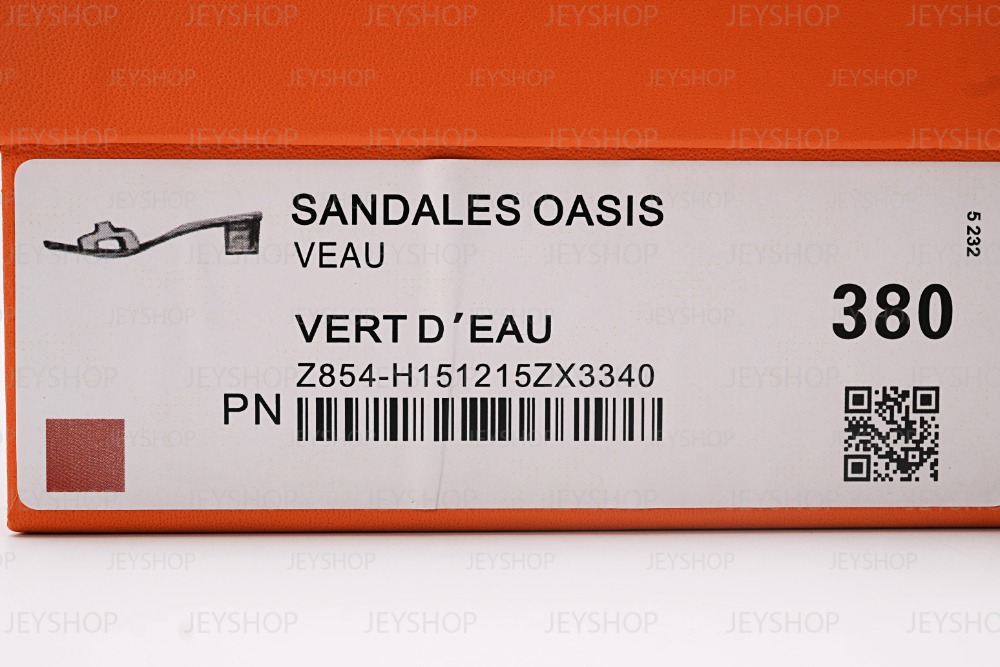 SANDALES OASIS
VEAU
VERT D'EAU
Z854-H151215ZX3340
PN
5 232
380
JEYSHOP